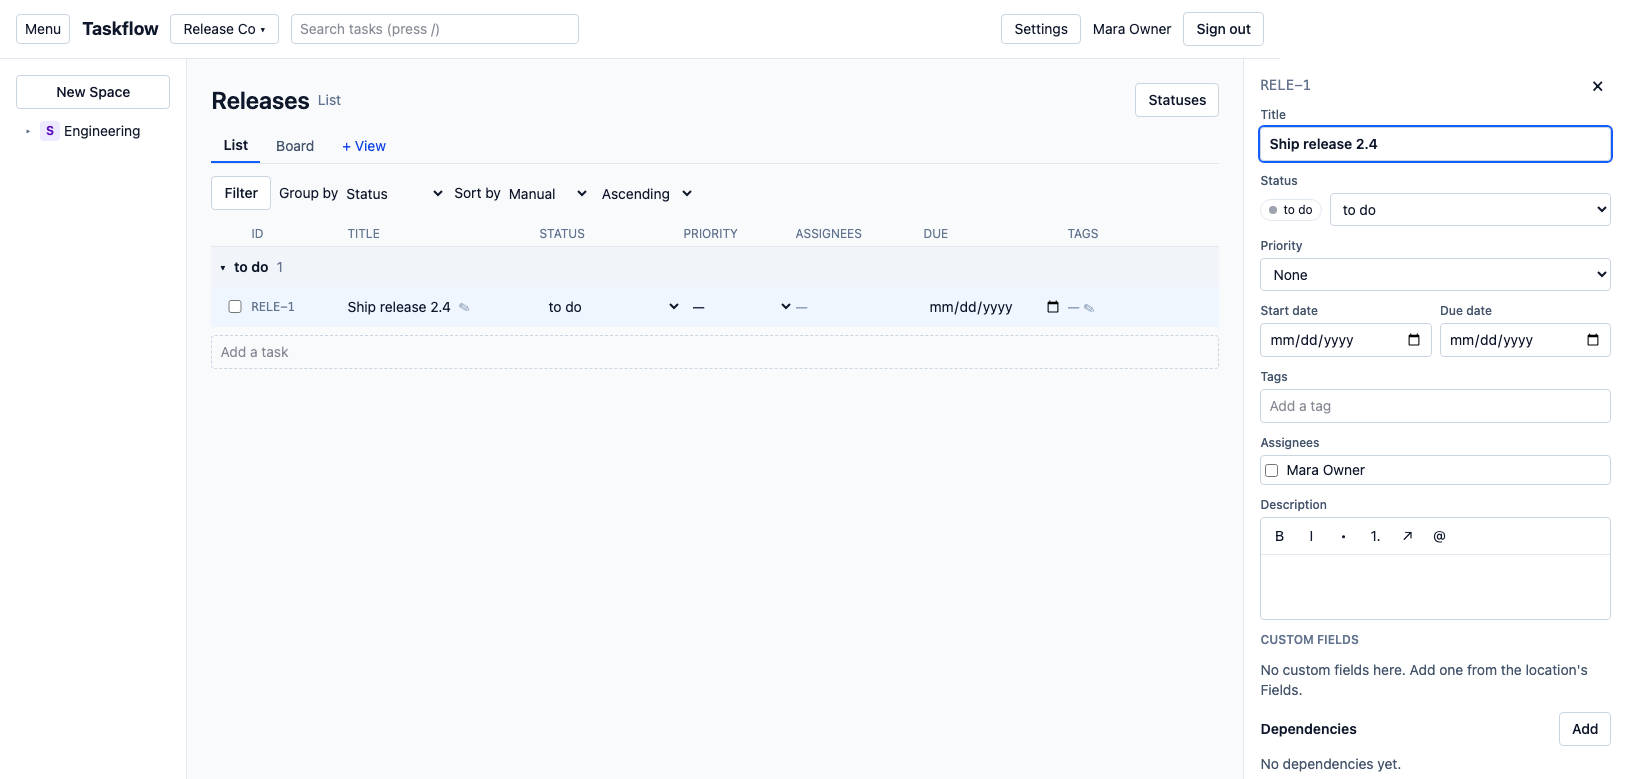 Menu Taskflow Release Co ▾ Search tasks (press /) Settings Mara Owner Sign out
New Space
▸ S Engineering
Releases List Statuses
List Board + View
Filter Group by Status Sort by Manual Ascending
ID TITLE STATUS PRIORITY ASSIGNEES DUE TAGS
▾ to do 1
RELE-1 Ship release 2.4 ✎ to do — — mm/dd/yyyy — ✎
Add a task
RELE-1 ×
Title
Ship release 2.4
Status
to do to do
Priority
None
Start date Due date
mm/dd/yyyy mm/dd/yyyy
Tags
Add a tag
Assignees
Mara Owner
Description
B I • 1. ↗ @
CUSTOM FIELDS
No custom fields here. Add one from the location's
Fields.
Dependencies Add
No dependencies yet.